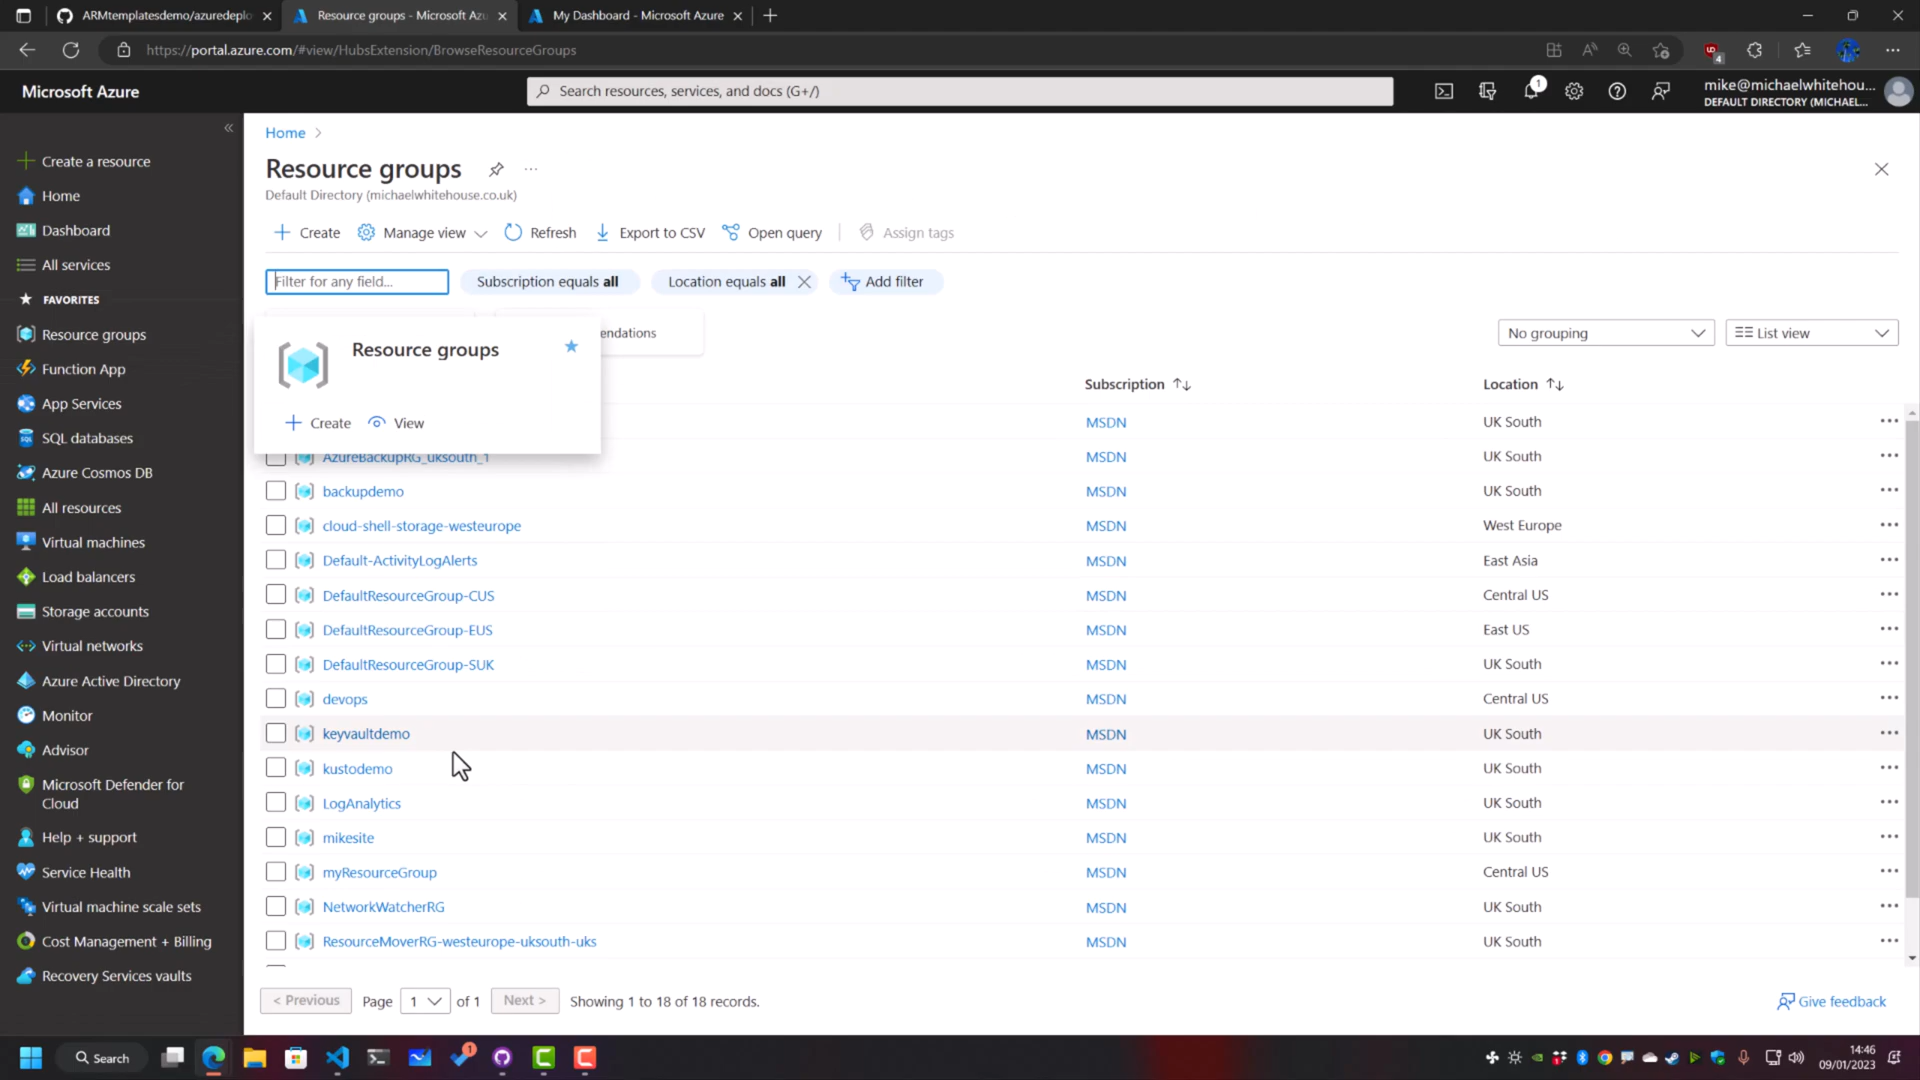 ARMtemplatesdemo/azuredeplo
Resource groups - Microsoft Azu
My Dashboard - Microsoft Azure
https://portal.azure.com/#view/HubsExtension/BrowseResourceGroups
4
Microsoft Azure
Search resources, services, and docs (G+/)
1
mike@michaelwhitehou...
DEFAULT DIRECTORY (MICHAEL...
Create a resource
Home
Dashboard
All services
FAVORITES
Resource groups
Function App
App Services
SQL databases
Azure Cosmos DB
All resources
Virtual machines
Load balancers
Storage accounts
Virtual networks
Azure Active Directory
Monitor
Advisor
Microsoft Defender for
Cloud
Help + support
Service Health
Virtual machine scale sets
Cost Management + Billing
Recovery Services vaults
Home
Resource groups
Default Directory (michaelwhitehouse.co.uk)
Create
Manage view
Refresh
Export to CSV
Open query
Assign tags
Filter for any field...
Subscription equals all
Location equals all
Add filter
endations
No grouping
List view
Resource groups
Create
View
Subscription
Location
MSDN UK South
AzureBackupRG_uksouth_1 MSDN UK South
backupdemo MSDN UK South
cloud-shell-storage-westeurope MSDN West Europe
Default-ActivityLogAlerts MSDN East Asia
DefaultResourceGroup-CUS MSDN Central US
DefaultResourceGroup-EUS MSDN East US
DefaultResourceGroup-SUK MSDN UK South
devops MSDN Central US
keyvaultdemo MSDN UK South
kustodemo MSDN UK South
LogAnalytics MSDN UK South
mikesite MSDN UK South
myResourceGroup MSDN Central US
NetworkWatcherRG MSDN UK South
ResourceMoverRG-westeurope-uksouth-uks MSDN UK South
< Previous
Page 1 of 1
Next >
Showing 1 to 18 of 18 records.
Give feedback
Search
1
14:46
09/01/2023